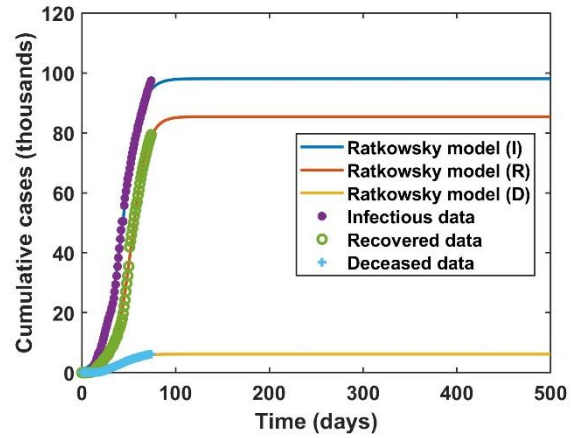 120
100
80
60
40
20
0
Cumulative cases (thousands)
Ratkowsky model (I)
Ratkowsky model (R)
Ratkowsky model (D)
Infectious data
Recovered data
Deceased data
0 100 200 300 400 500
Time (days)